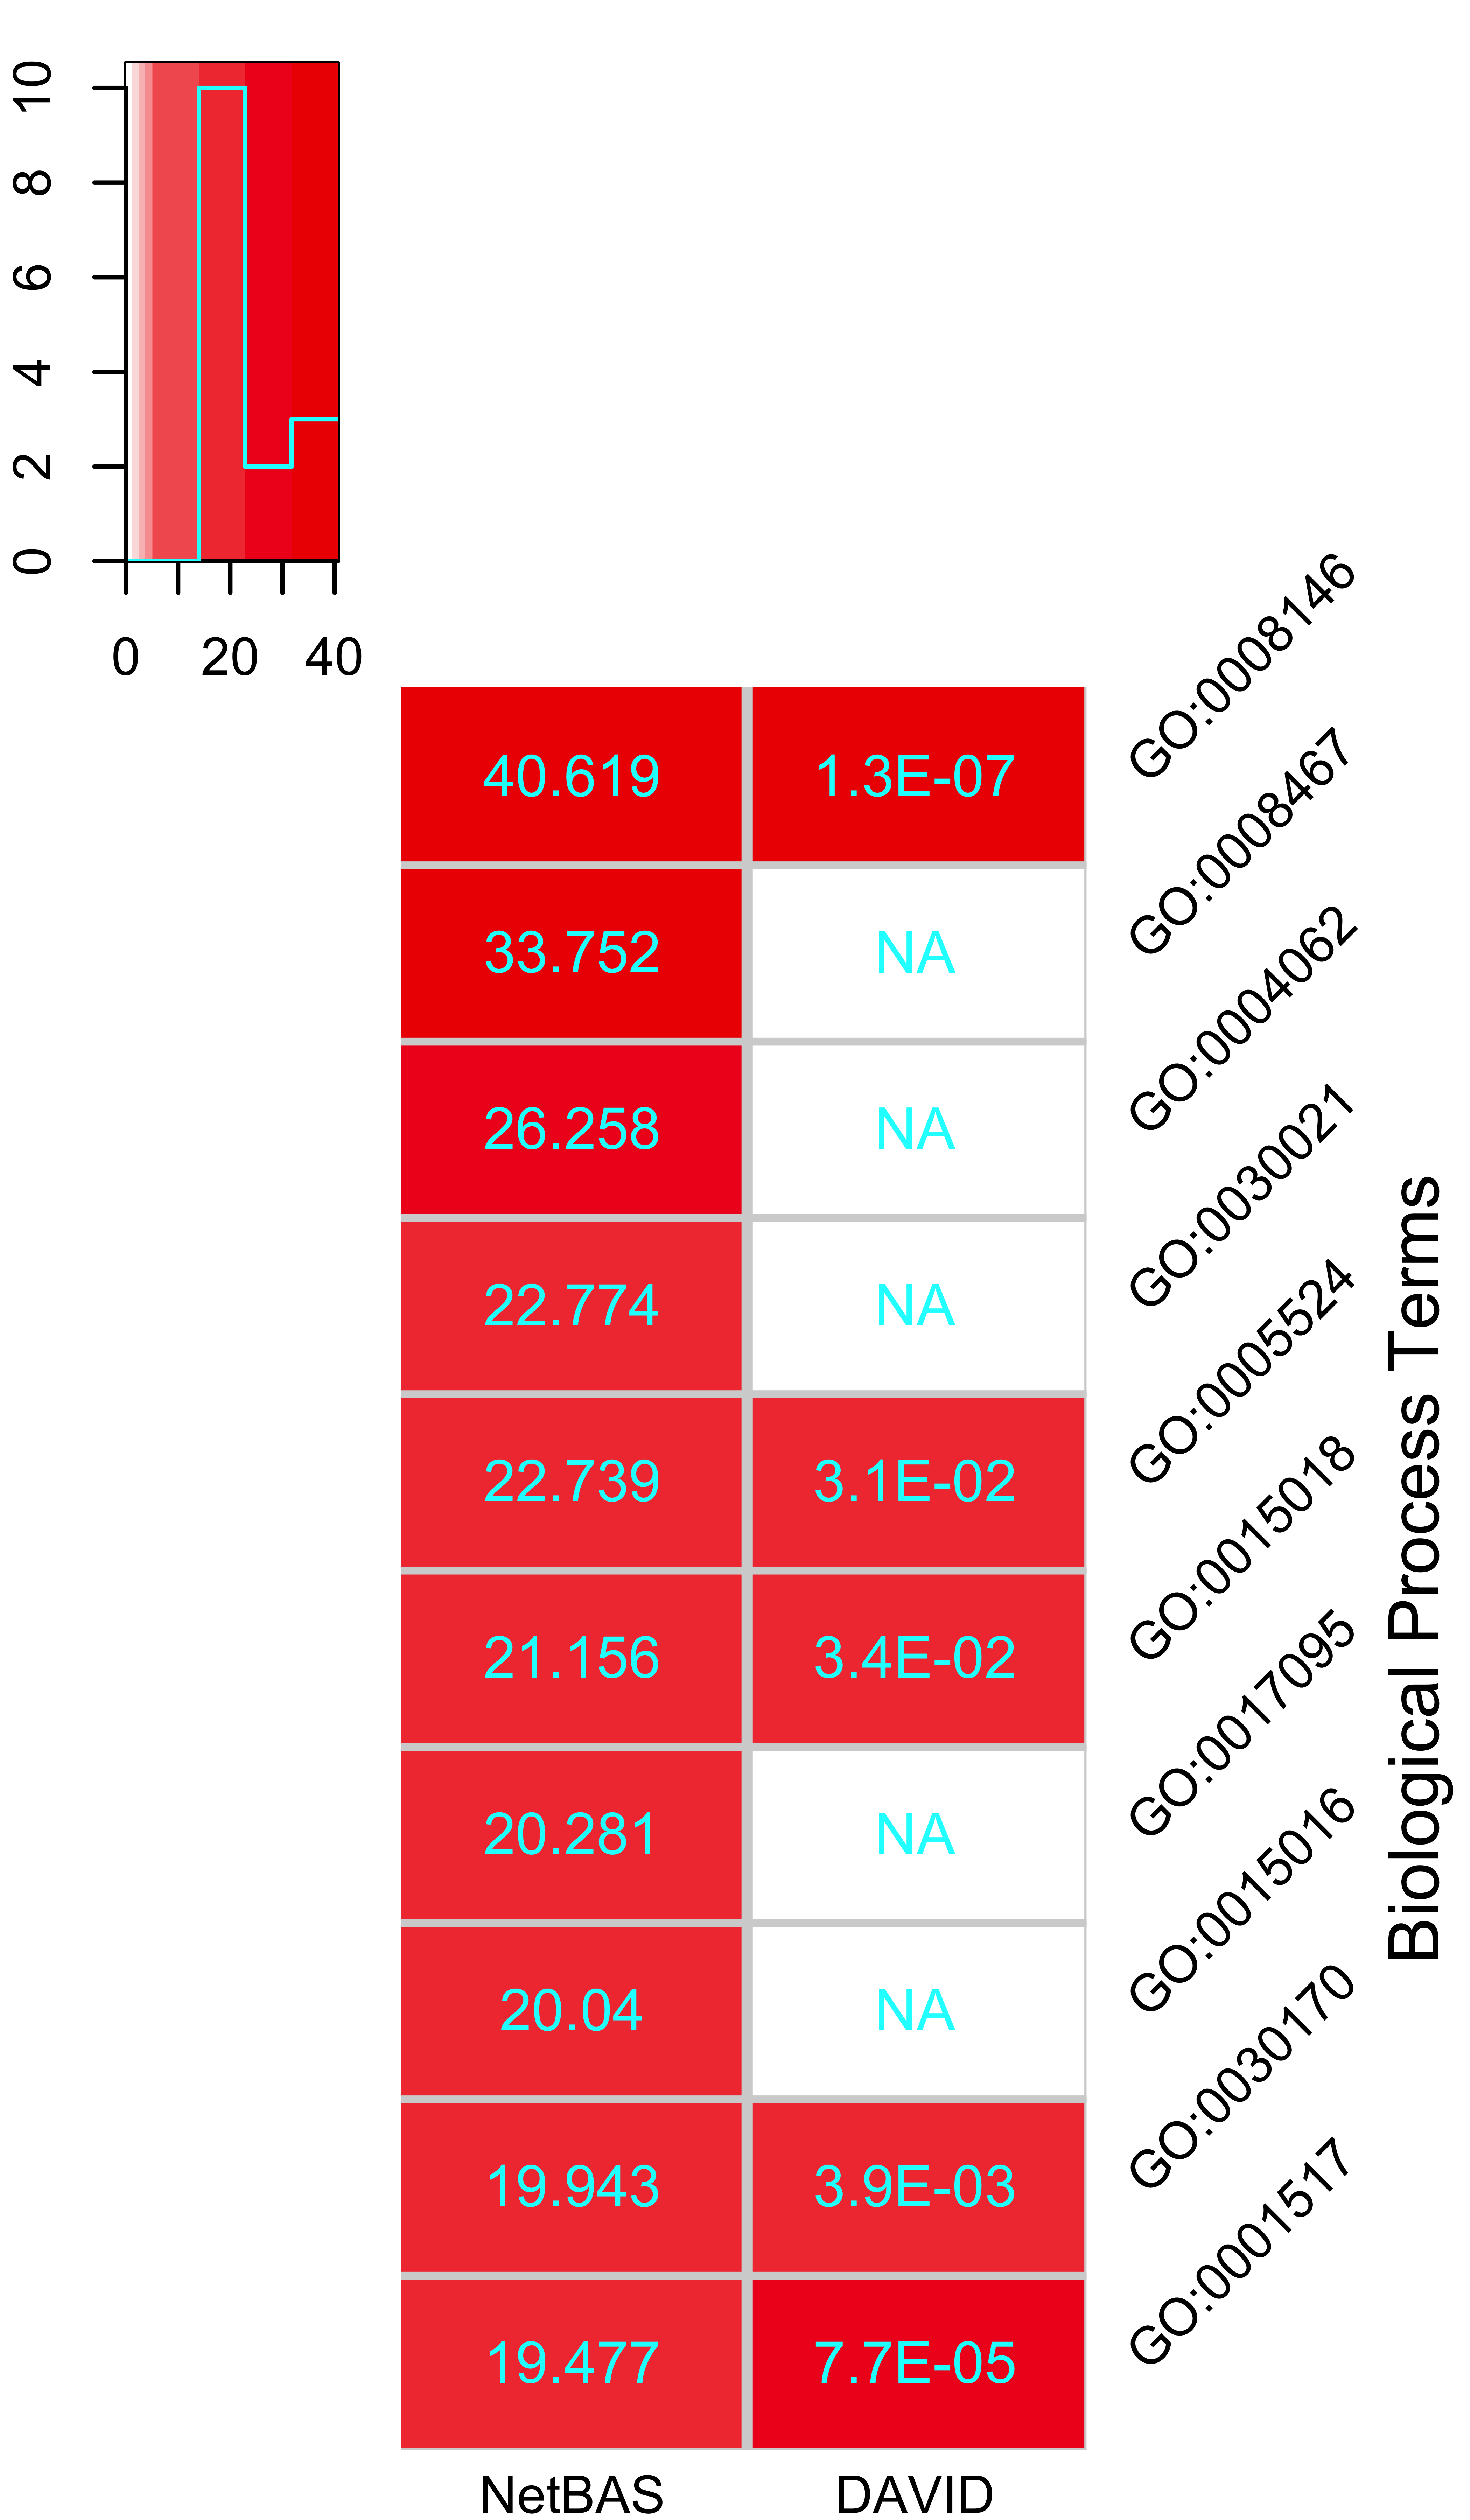 10
8
6
4
2
0
0 20 40
40.619 1.3E-07 GO:0008146
33.752 NA GO:0008467
26.258 NA GO:0004062
22.774 NA GO:0030021
22.739 3.1E-02 GO:0005524
21.156 3.4E-02 GO:0015018
20.281 NA GO:0017095
20.04 NA GO:0015016
19.943 3.9E-03 GO:0030170
19.477 7.7E-05 GO:0001517
NetBAS DAVID
Biological Process Terms